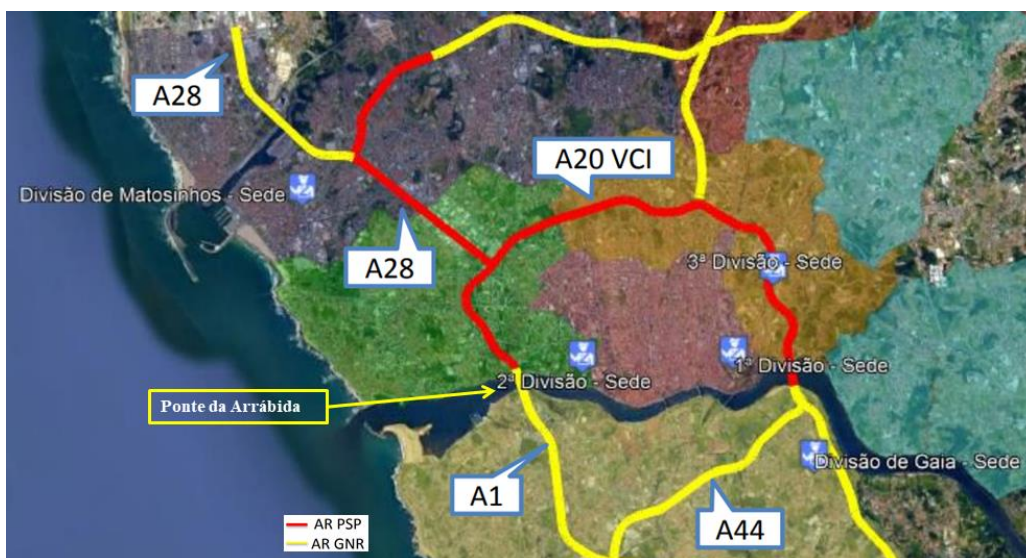 A28
A20 VCI
Divisão de Matosinhos - Sede
A28
3ª Divisão - Sede
1ª Divisão - Sede
2ª Divisão - Sede
Ponte da Arrábida
Divisão de Gaia - Sede
A1
A44
AR PSP
AR GNR